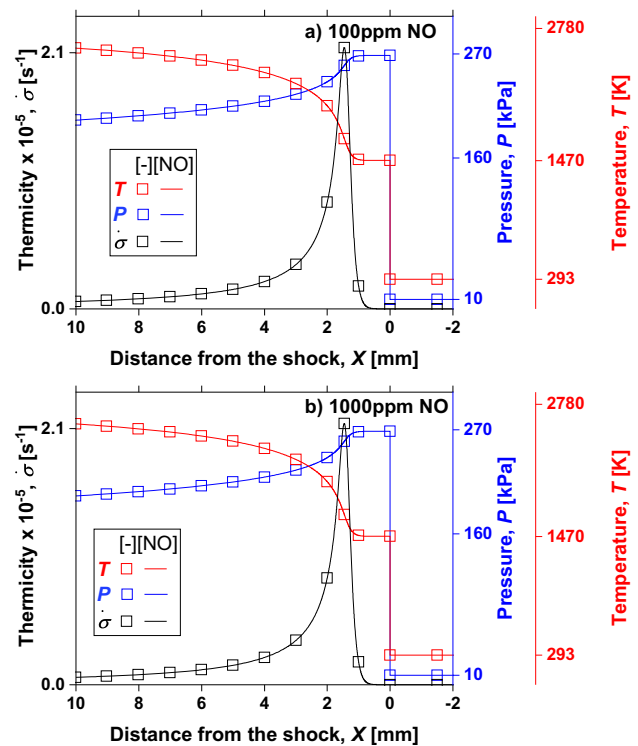 a) 100ppm NO
Thermicity x 10-5, σ̇ [s-1]
2.1
0.0
[-][NO]
T
P
σ̇
10 8 6 4 2 0 -2
Distance from the shock, X [mm]
270
160
10
Pressure, P [kPa]
2780
1470
293
Temperature, T [K]
b) 1000ppm NO
Thermicity x 10-5, σ̇ [s-1]
2.1
0.0
[-][NO]
T
P
σ̇
10 8 6 4 2 0 -2
Distance from the shock, X [mm]
270
160
10
Pressure, P [kPa]
2780
1470
293
Temperature, T [K]